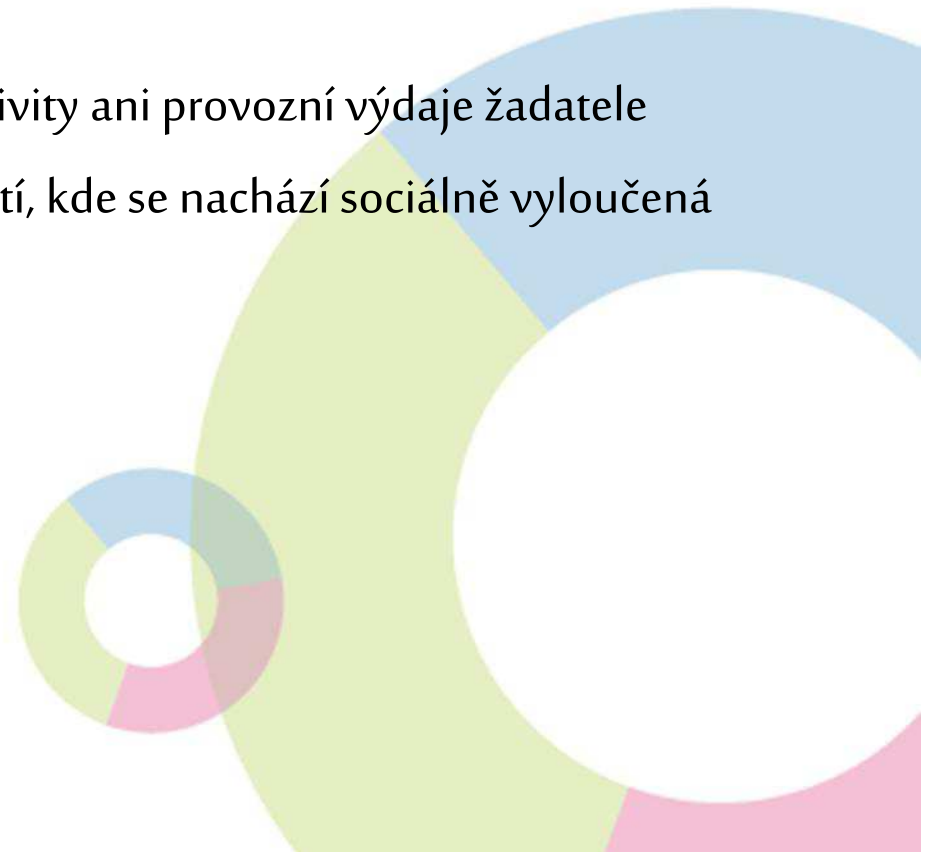 ivity ani provozní výdaje žadatele
tí, kde se nachází sociálně vyloučená